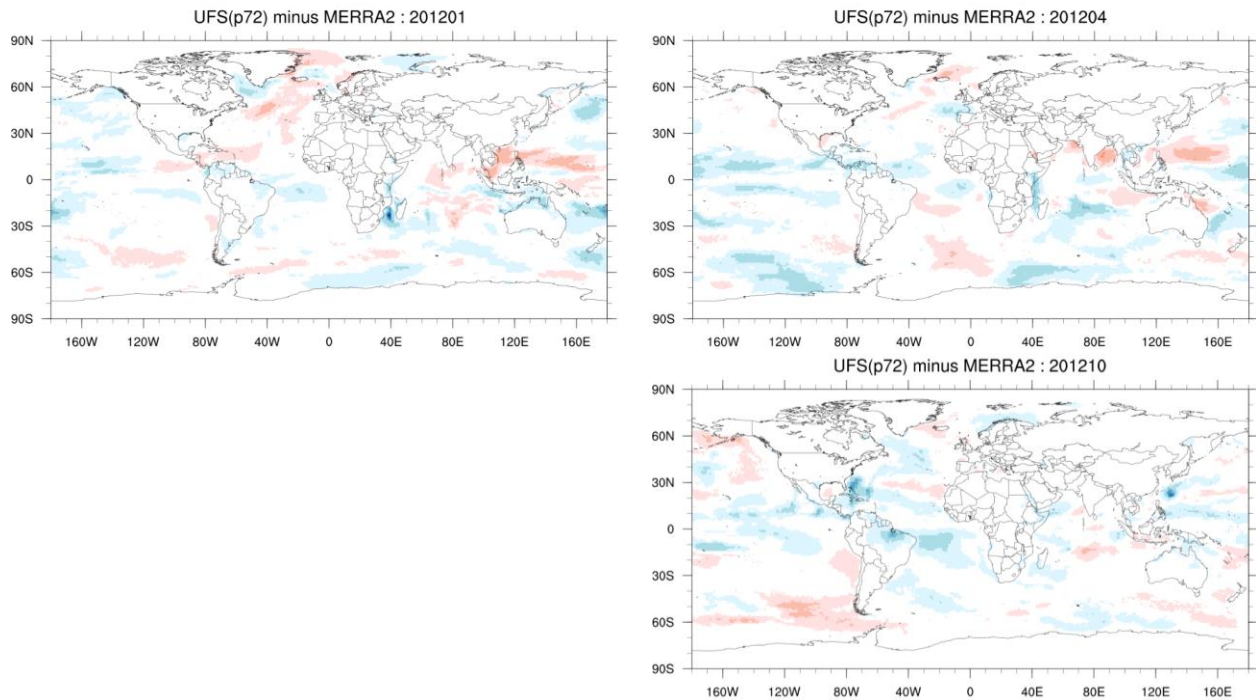 UFS(p72) minus MERRA2 : 201201
90N
60N
30N
0
30S
60S
90S
160W 120W 80W 40W 0 40E 80E 120E 160E
UFS(p72) minus MERRA2 : 201204
90N
60N
30N
0
30S
60S
90S
160W 120W 80W 40W 0 40E 80E 120E 160E
UFS(p72) minus MERRA2 : 201210
90N
60N
30N
0
30S
60S
90S
160W 120W 80W 40W 0 40E 80E 120E 160E